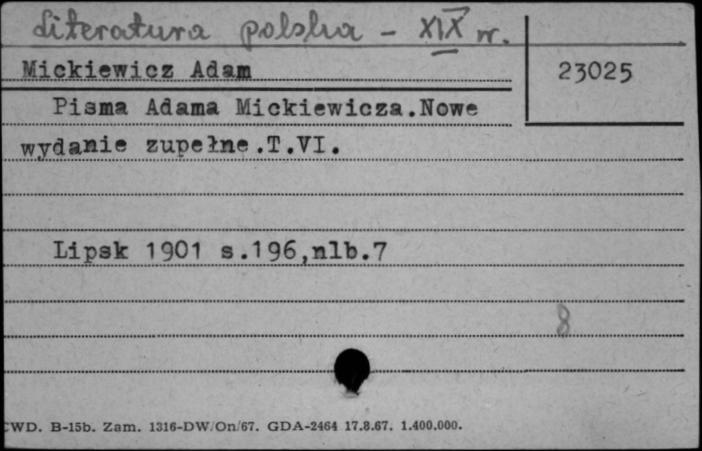 Literatura polska - XIX w.
Mickiewicz Adam
23025
Pisma Adama Mickiewicza.Nowe
wydanie zupełne.T.VI.
Lipsk 1901 s.196,nlb.7
8
CWD. B-15b. Zam. 1316-DW/On/67. GDA-2464 17.8.67. 1.400.000.